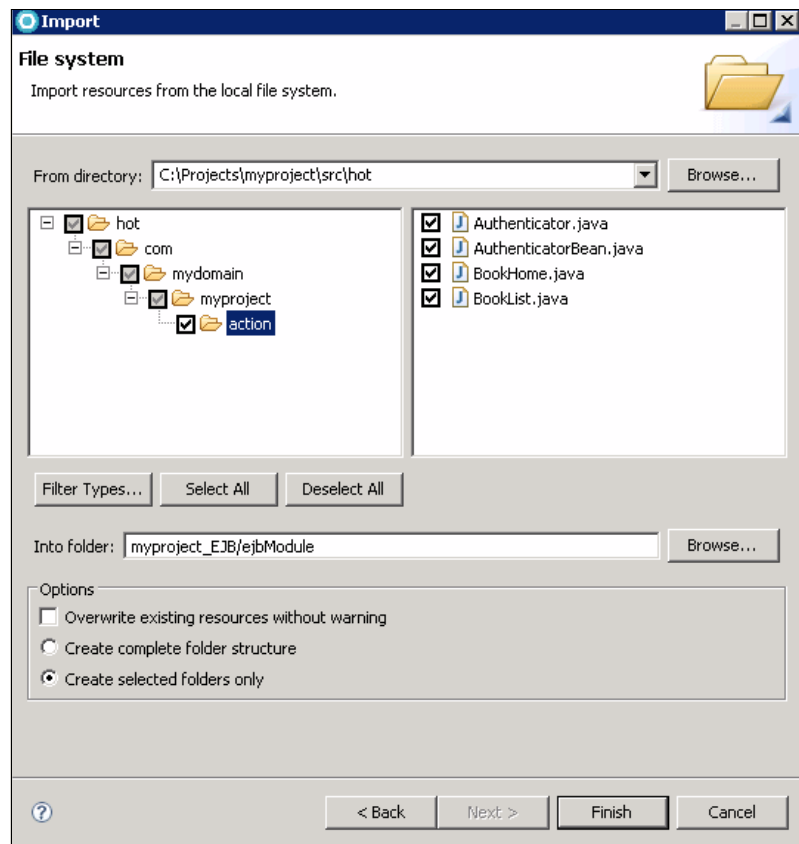 Import
File system
Import resources from the local file system.
From directory: C:\Projects\myproject\src\hot Browse...
hot
com
mydomain
myproject
action
Authenticator.java
AuthenticatorBean.java
BookHome.java
BookList.java
Filter Types... Select All Deselect All
Into folder: myproject_EJB/ejbModule Browse...
Options
Overwrite existing resources without warning
Create complete folder structure
Create selected folders only
? < Back Next > Finish Cancel